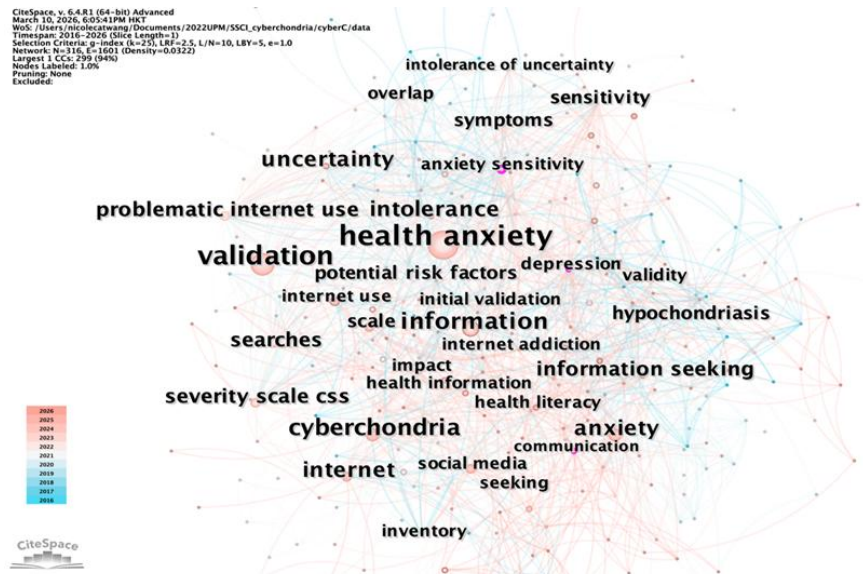 CiteSpace, v. 6.4.R1 (64-bit) Advanced
March 10, 2026, 6:05:41PM HKT
WoS: /Users/nicolecatwang/Documents/2022UPM/SSCI_cyberchondria/cyberC/data
Timespan: 2016-2026 (Slice Length=1)
Selection Criteria: g-index (k=25), LRF=2.5, L/N=10, LBY=5, e=1.0
Network: N=316, E=1601 (Density=0.0322)
Largest 1 CCs: 299 (94%)
Nodes Labeled: 1.0%
Pruning: None
Excluded:
intolerance of uncertainty
overlap
sensitivity
symptoms
uncertainty
anxiety sensitivity
problematic internet use
intolerance
health anxiety
validation
depression
potential risk factors
validity
internet use
initial validation
hypochondriasis
scale
information
searches
internet addiction
impact
information seeking
health information
severity scale css
health literacy
cyberchondria
anxiety
communication
internet
social media
seeking
inventory
2026
2025
2024
2023
2022
2021
2020
2019
2018
2017
2016
CiteSpace